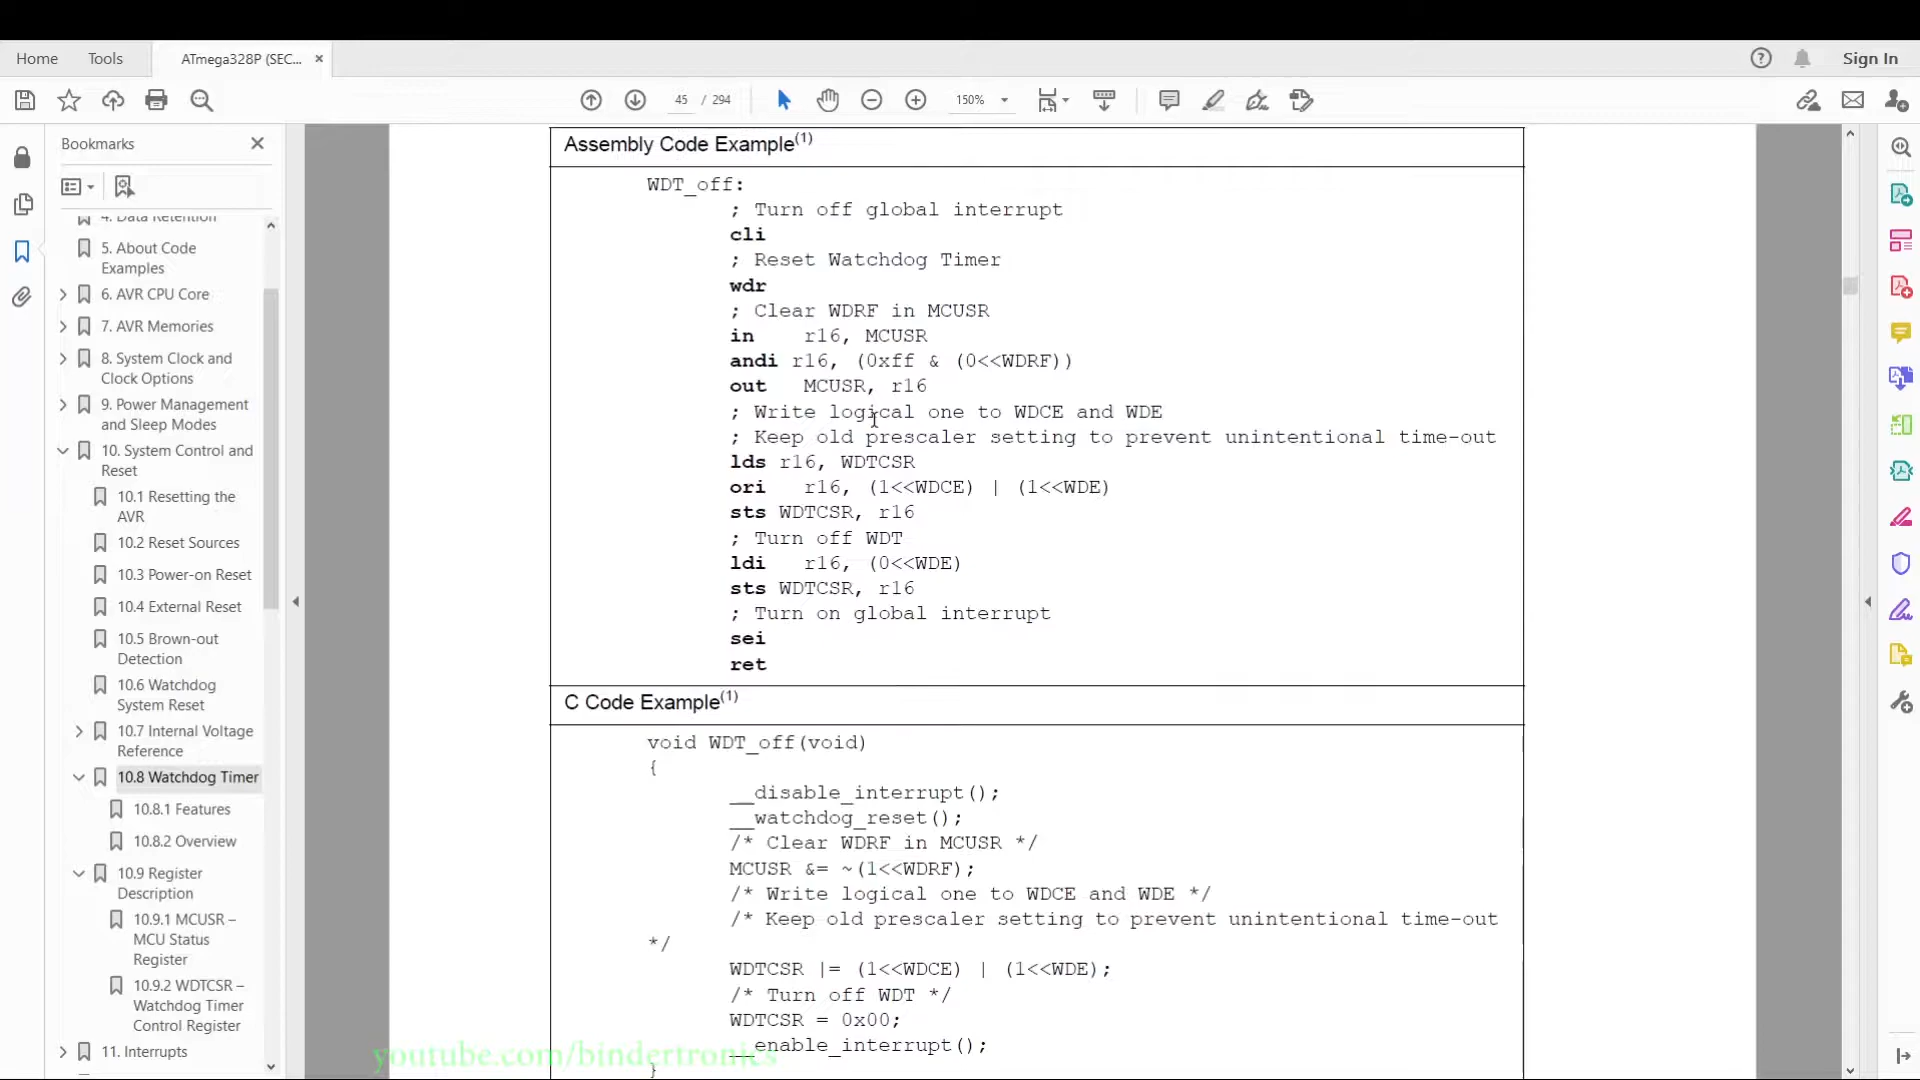 Home
Tools
ATmega328P (SEC...
Sign In
45 / 294
150%
Bookmarks
4. Data Retention
5. About Code
Examples
6. AVR CPU Core
7. AVR Memories
8. System Clock and
Clock Options
9. Power Management
and Sleep Modes
10. System Control and
Reset
10.1 Resetting the
AVR
10.2 Reset Sources
10.3 Power-on Reset
10.4 External Reset
10.5 Brown-out
Detection
10.6 Watchdog
System Reset
10.7 Internal Voltage
Reference
10.8 Watchdog Timer
10.8.1 Features
10.8.2 Overview
10.9 Register
Description
10.9.1 MCUSR –
MCU Status
Register
10.9.2 WDTCSR –
Watchdog Timer
Control Register
11. Interrupts
Assembly Code Example(1)
WDT_off:
; Turn off global interrupt
cli
; Reset Watchdog Timer
wdr
; Clear WDRF in MCUSR
in r16, MCUSR
andi r16, (0xff & (0<<WDRF))
out MCUSR, r16
; Write logical one to WDCE and WDE
; Keep old prescaler setting to prevent unintentional time-out
lds r16, WDTCSR
ori r16, (1<<WDCE) | (1<<WDE)
sts WDTCSR, r16
; Turn off WDT
ldi r16, (0<<WDE)
sts WDTCSR, r16
; Turn on global interrupt
sei
ret
C Code Example(1)
void WDT_off(void)
{
__disable_interrupt();
__watchdog_reset();
/* Clear WDRF in MCUSR */
MCUSR &= ~(1<<WDRF);
/* Write logical one to WDCE and WDE */
/* Keep old prescaler setting to prevent unintentional time-out
*/
WDTCSR |= (1<<WDCE) | (1<<WDE);
/* Turn off WDT */
WDTCSR = 0x00;
__enable_interrupt();
}
youtube.com/bindertronics